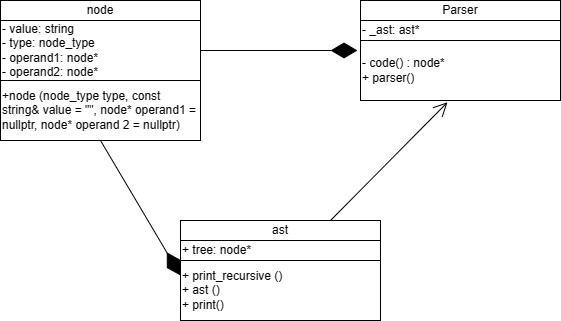 node
- value: string
- type: node_type
- operand1: node*
- operand2: node*
+node (node_type type, const
string& value = "", node* operand1 =
nullptr, node* operand 2 = nullptr)
Parser
- _ast: ast*
- code() : node*
+ parser()
ast
+ tree: node*
+ print_recursive ()
+ ast ()
+ print()